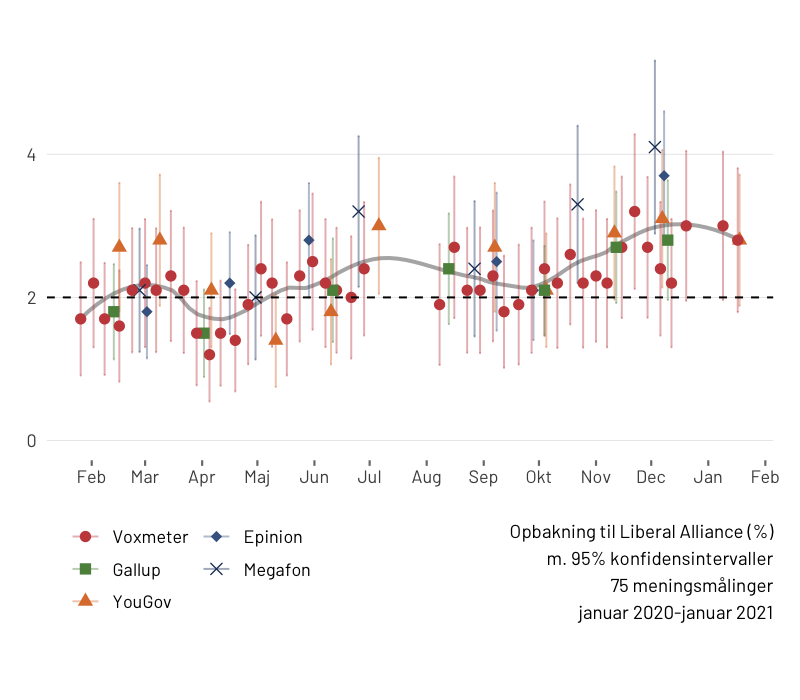 4
2
0
Feb Mar Apr Maj Jun Jul Aug Sep Okt Nov Dec Jan Feb
Voxmeter Epinion
Gallup Megafon
YouGov
Opbakning til Liberal Alliance (%)
m. 95% konfidensintervaller
75 meningsmålinger
januar 2020-januar 2021